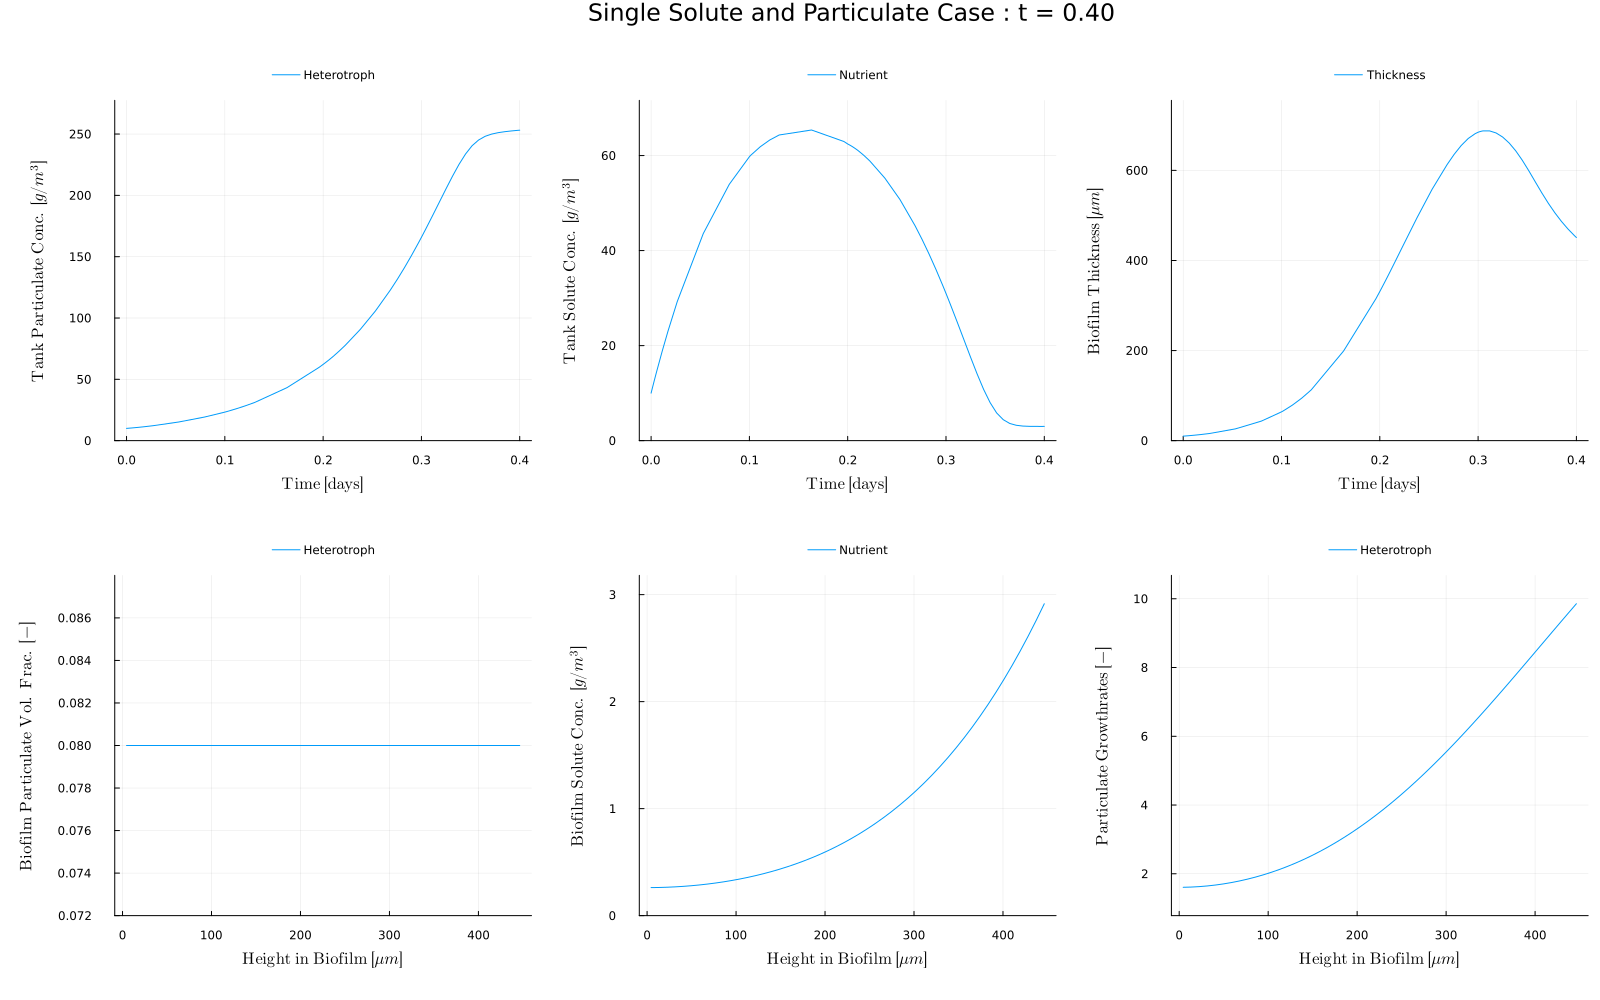 Single Solute and Particulate Case : t = 0.40
Heterotroph
Tank Particulate Conc. [g/m³]
250
200
150
100
50
0
0.0 0.1 0.2 0.3 0.4
Time [days]
Nutrient
Tank Solute Conc. [g/m³]
60
40
20
0
0.0 0.1 0.2 0.3 0.4
Time [days]
Thickness
Biofilm Thickness [μm]
600
400
200
0
0.0 0.1 0.2 0.3 0.4
Time [days]
Heterotroph
Biofilm Particulate Vol. Frac. [−]
0.086
0.084
0.082
0.080
0.078
0.076
0.074
0.072
0 100 200 300 400
Height in Biofilm [μm]
Nutrient
Biofilm Solute Conc. [g/m³]
3
2
1
0
0 100 200 300 400
Height in Biofilm [μm]
Heterotroph
Particulate Growthrates [−]
10
8
6
4
2
0 100 200 300 400
Height in Biofilm [μm]